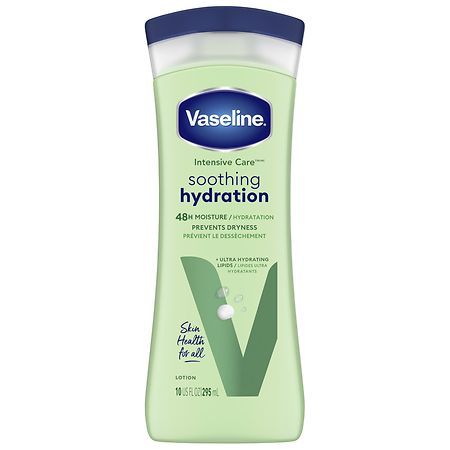 Vaseline.
Intensive Care™/MC
soothing
hydration
48H MOISTURE / HYDRATATION
PREVENTS DRYNESS
PRÉVIENT LE DESSÈCHEMENT
+ ULTRA HYDRATING
LIPIDS / LIPIDES ULTRA
HYDRATANTS
Skin
Health
for all
LOTION
10 US FL OZ|295 mL